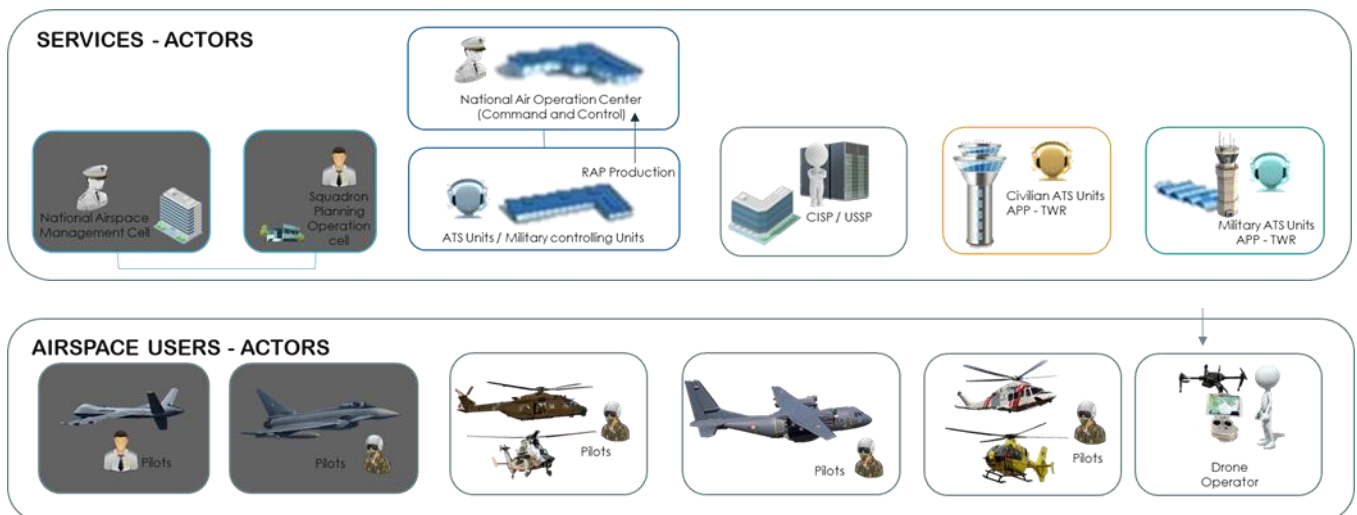 SERVICES - ACTORS
National Air Operation Center
(Command and Control)
RAP Production
ATS Units / Military controlling Units
National Airspace
Management Cell
Squadron
Planning
Operation
cell
CISP / USSP
Civilian ATS Units
APP - TWR
Military ATS Units
APP - TWR
AIRSPACE USERS - ACTORS
Pilots
Pilots
Pilots
Pilots
Pilots
Drone
Operator